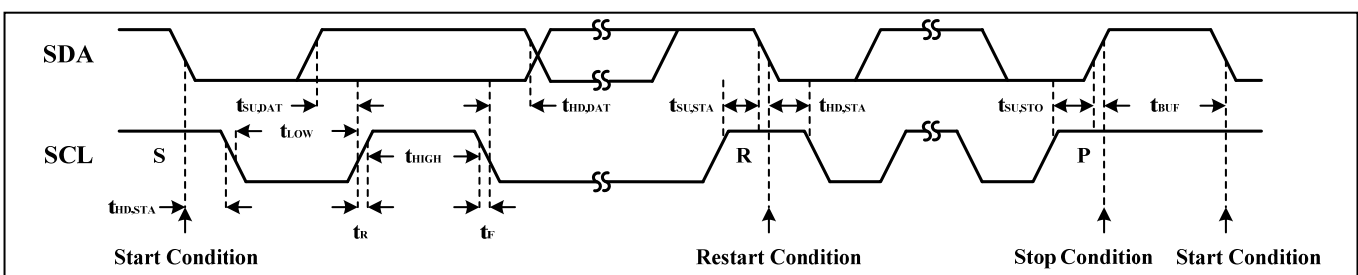 SDA
tSU,DAT tHD,DAT tSU,STA tHD,STA tSU,STO tBUF
tLOW
SCL S tHIGH R P
tHD,STA
tR tF
Start Condition Restart Condition Stop Condition Start Condition